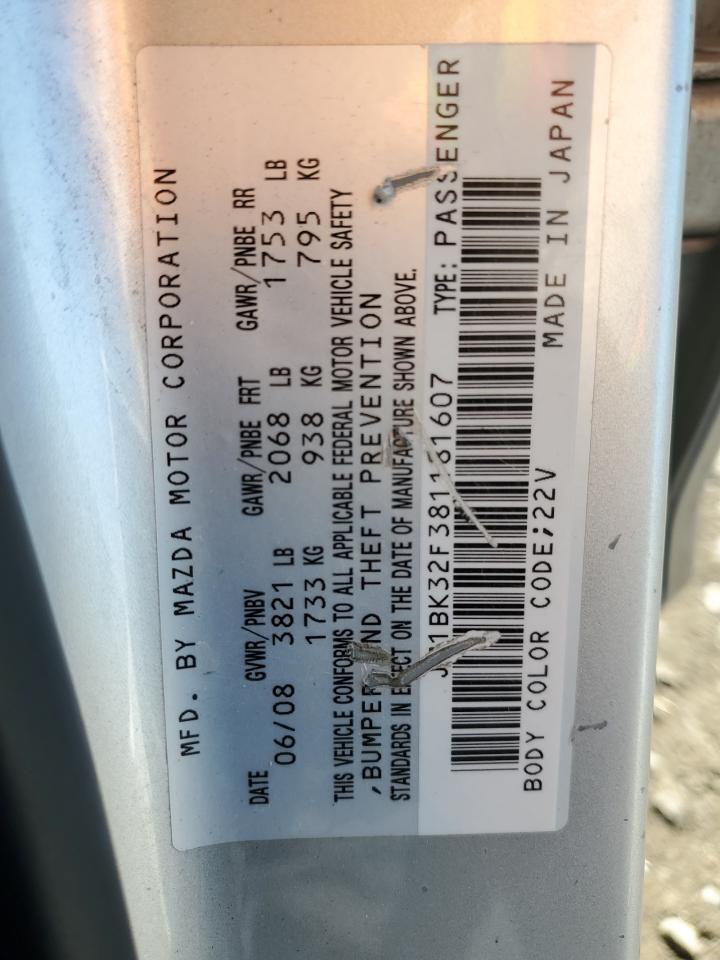 MFD. BY MAZDA MOTOR CORPORATION
DATE GVWR/PNBV GAWR/PNBE FRT GAWR/PNBE RR
06/08 3821 LB 2068 LB 1753 LB
1733 KG 938 KG 795 KG
THIS VEHICLE CONFORMS TO ALL APPLICABLE FEDERAL MOTOR VEHICLE SAFETY
,BUMPER AND THEFT PREVENTION
STANDARDS IN EFFECT ON THE DATE OF MANUFACTURE SHOWN ABOVE.
TYPE: PASSENGER
BODY COLOR CODE;22V MADE IN JAPAN